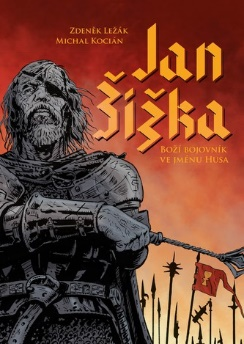 Zdeněk Ležák
Michal Kocián
Jan
Žižka
Boží bojovník
ve jménu Husa